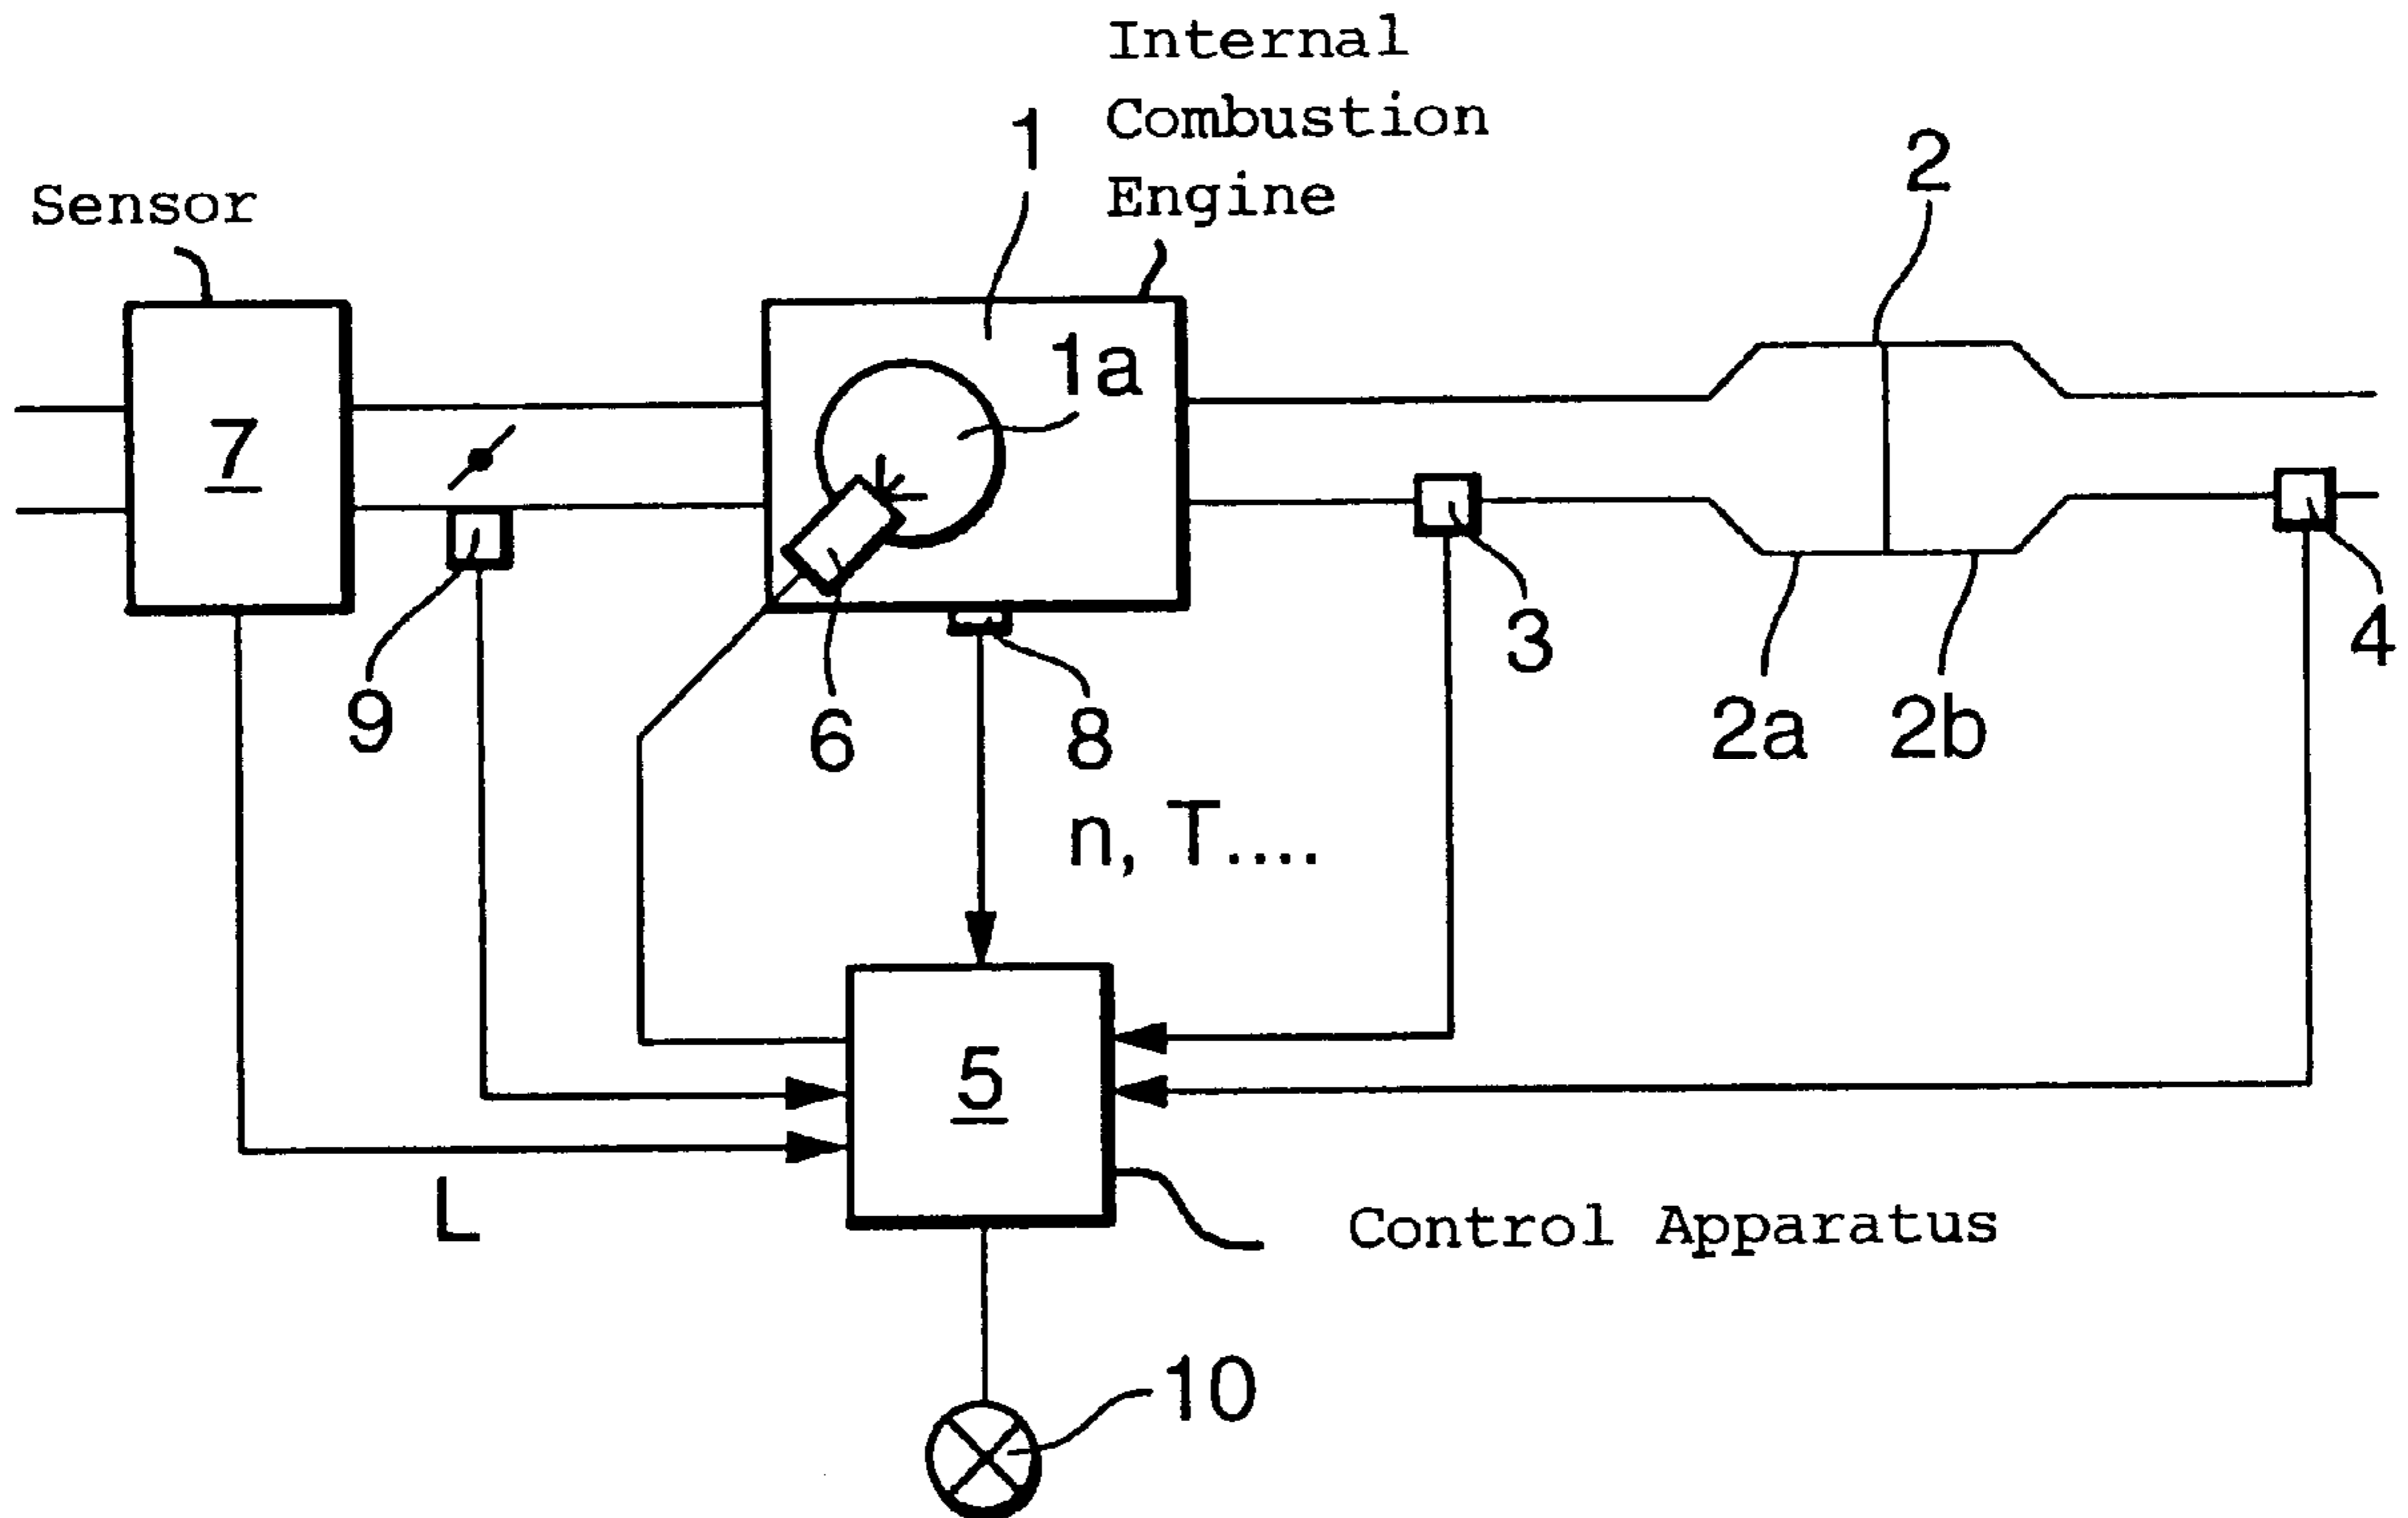 Internal
Combustion
Engine
1
2
Sensor
1a
7
3
4
9
6
8
2a
2b
n, T....
5
L
Control Apparatus
10